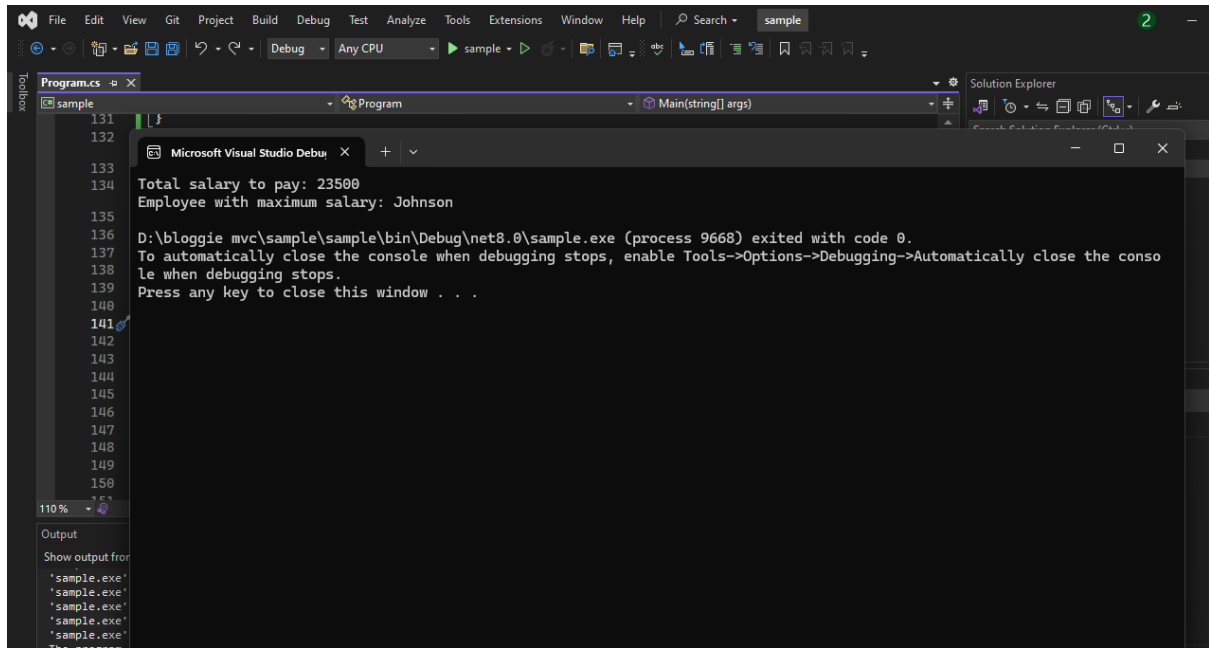 File Edit View Git Project Build Debug Test Analyze Tools Extensions Window Help Search sample 2
Debug Any CPU sample
Toolbox
Program.cs
Solution Explorer
C# sample Program Main(string[] args)
131 }
132
Microsoft Visual Studio Debu
133
134
Total salary to pay: 23500
Employee with maximum salary: Johnson
135
136
D:\bloggie mvc\sample\sample\bin\Debug\net8.0\sample.exe (process 9668) exited with code 0.
137
To automatically close the console when debugging stops, enable Tools->Options->Debugging->Automatically close the conso
138
le when debugging stops.
139
Press any key to close this window . . .
140
141
142
143
144
145
146
147
148
149
150
110 %
Output
Show output from
'sample.exe'
'sample.exe'
'sample.exe'
'sample.exe'
'sample.exe'